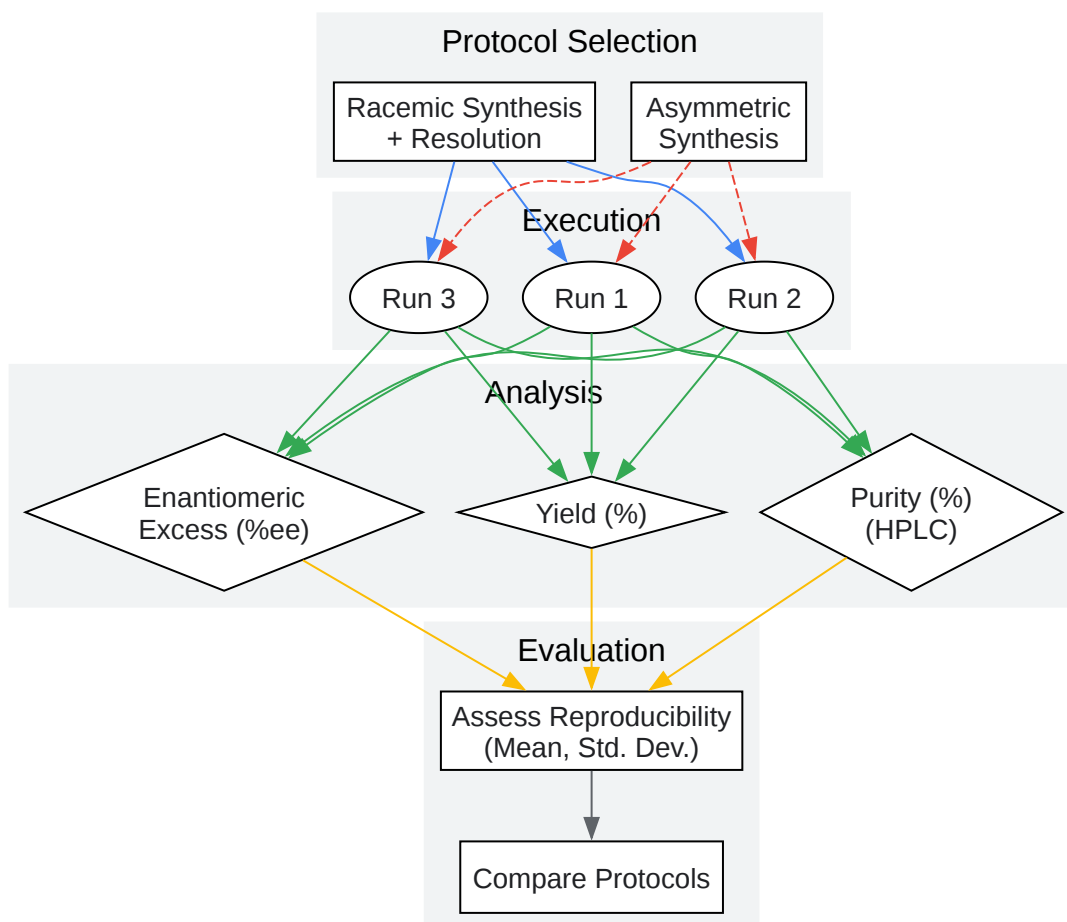 Protocol Selection
Racemic Synthesis
+ Resolution
Asymmetric
Synthesis
Execution
Run 3
Run 1
Run 2
Analysis
Enantiomeric
Excess (%ee)
Yield (%)
Purity (%)
(HPLC)
Evaluation
Assess Reproducibility
(Mean, Std. Dev.)
Compare Protocols